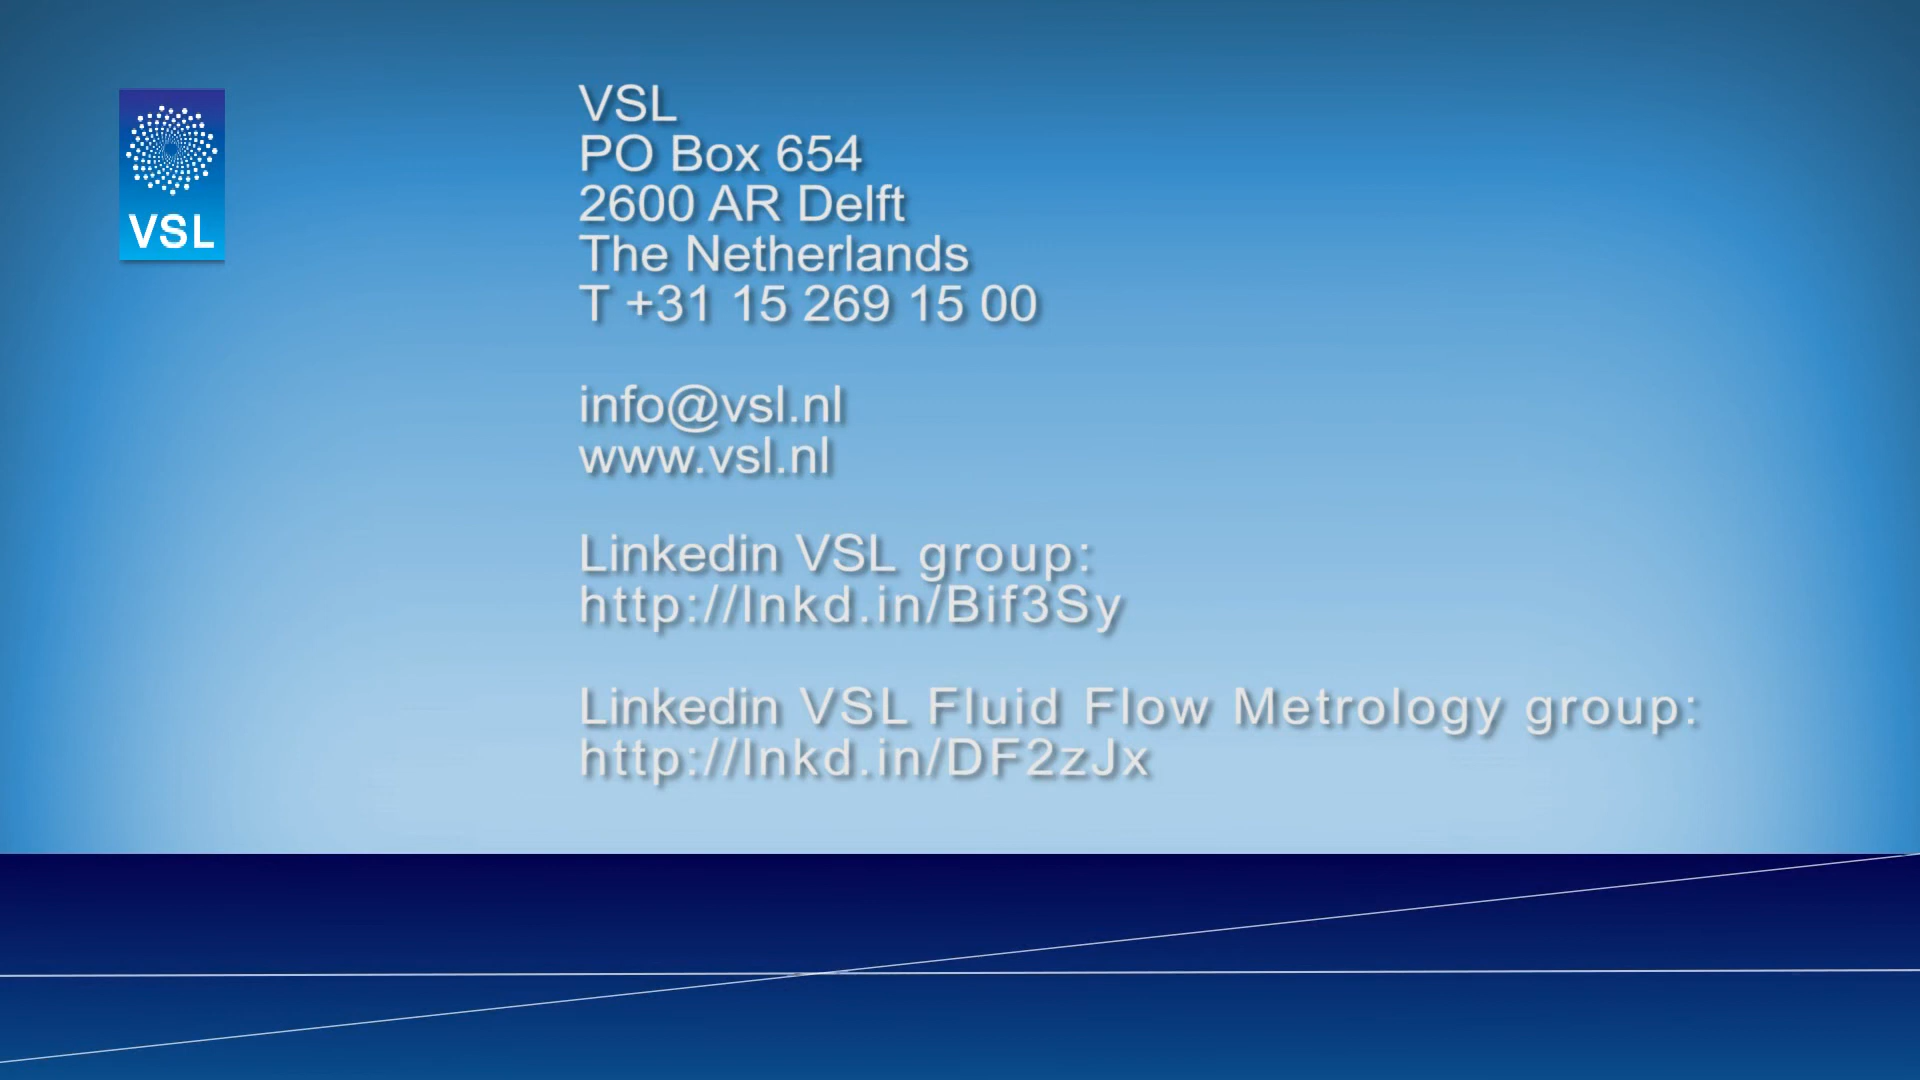 VSL
VSL
PO Box 654
2600 AR Delft
The Netherlands
T +31 15 269 15 00
info@vsl.nl
www.vsl.nl
Linkedin VSL group:
http://lnkd.in/Bif3Sy
Linkedin VSL Fluid Flow Metrology group:
http://lnkd.in/DF2zJx